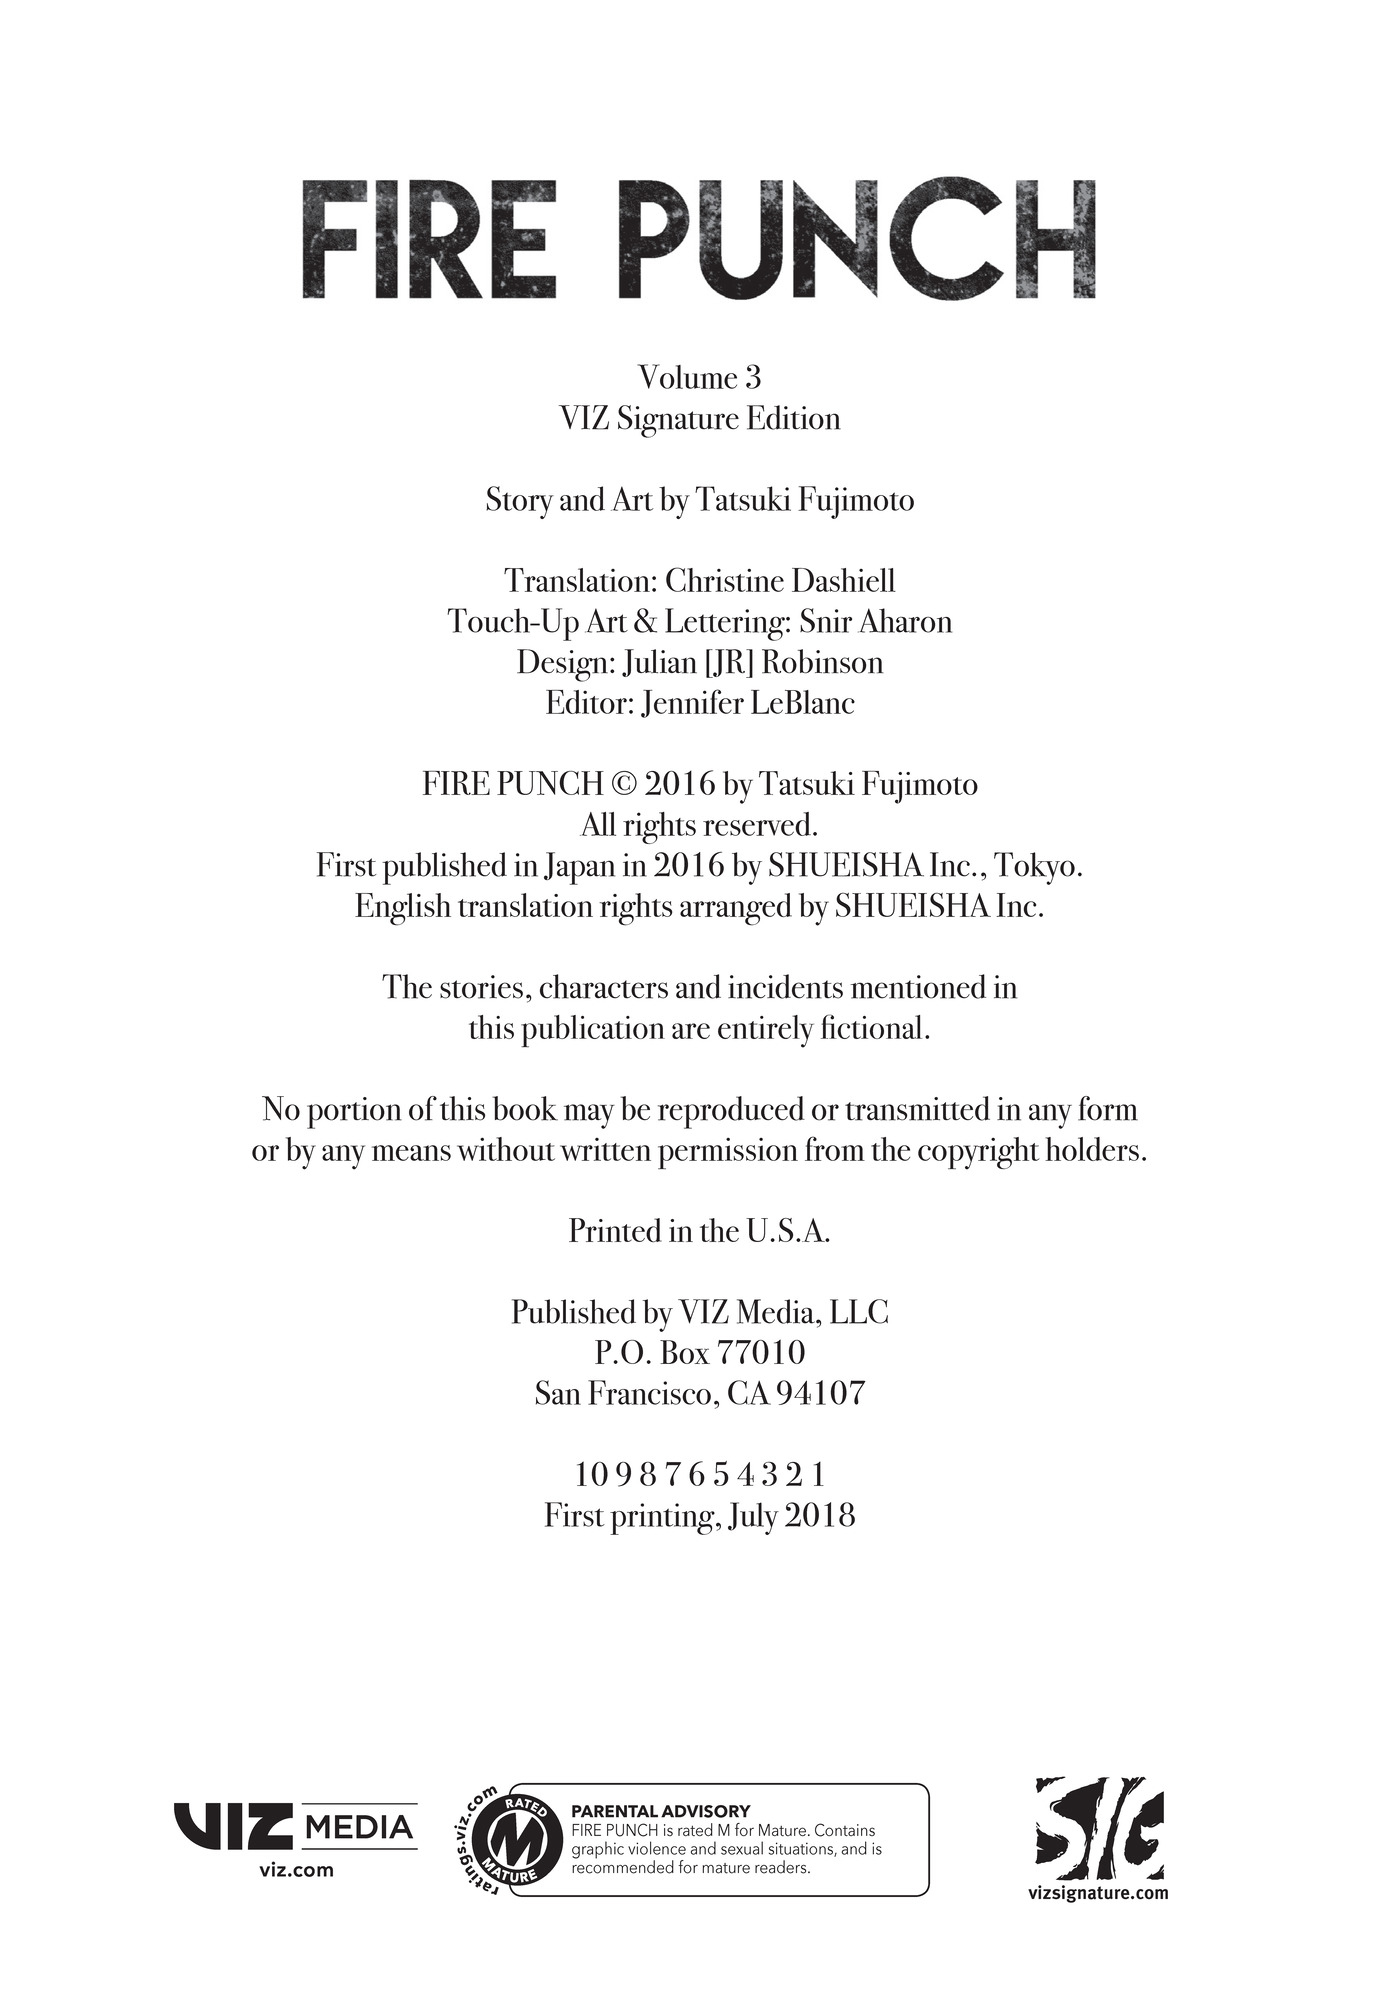 FIRE PUNCH
Volume 3
VIZ Signature Edition
Story and Art by Tatsuki Fujimoto
Translation: Christine Dashiell
Touch-Up Art & Lettering: Snir Aharon
Design: Julian [JR] Robinson
Editor: Jennifer LeBlanc
FIRE PUNCH © 2016 by Tatsuki Fujimoto
All rights reserved.
First published in Japan in 2016 by SHUEISHA Inc., Tokyo.
English translation rights arranged by SHUEISHA Inc.
The stories, characters and incidents mentioned in
this publication are entirely fictional.
No portion of this book may be reproduced or transmitted in any form
or by any means without written permission from the copyright holders.
Printed in the U.S.A.
Published by VIZ Media, LLC
P.O. Box 77010
San Francisco, CA 94107
10 9 8 7 6 5 4 3 2 1
First printing, July 2018
VIZ MEDIA
viz.com
ratings.viz.com
RATED
M
MATURE
PARENTAL ADVISORY
FIRE PUNCH is rated M for Mature. Contains
graphic violence and sexual situations, and is
recommended for mature readers.
SIG
vizsignature.com